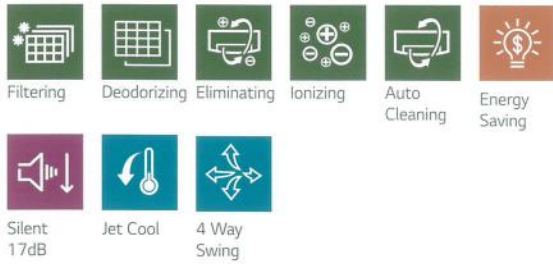 Filtering
Deodorizing
Eliminating
Ionizing
Auto
Cleaning
Energy
Saving
Silent
17dB
Jet Cool
4 Way
Swing